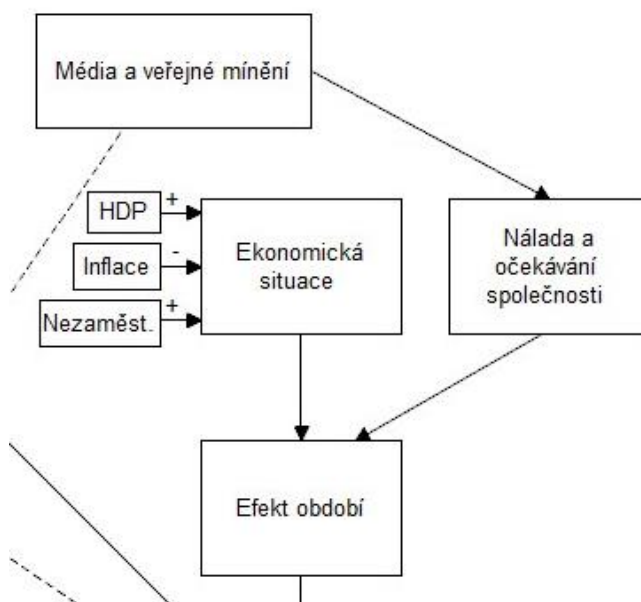 Média a veřejné mínění
HDP
+
Inflace
-
Nezaměst.
+
Ekonomická
situace
Nálada a
očekávání
společnosti
Efekt období